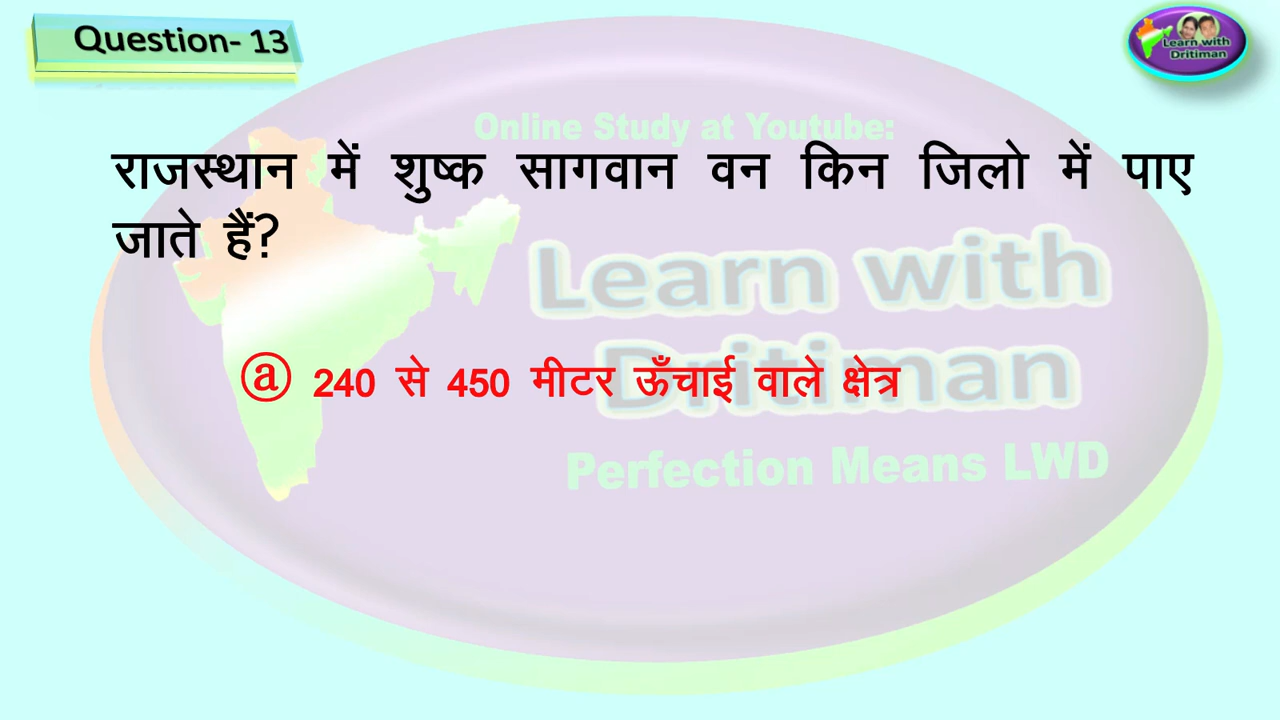 Question- 13
Learn with
Dritiman
Online Study at Youtube:
राजस्थान में शुष्क सागवान वन किन जिलो में पाए
जाते हैं?
Learn with
Dritiman
ⓐ 240 से 450 मीटर ऊँचाई वाले क्षेत्र
Perfection Means LWD